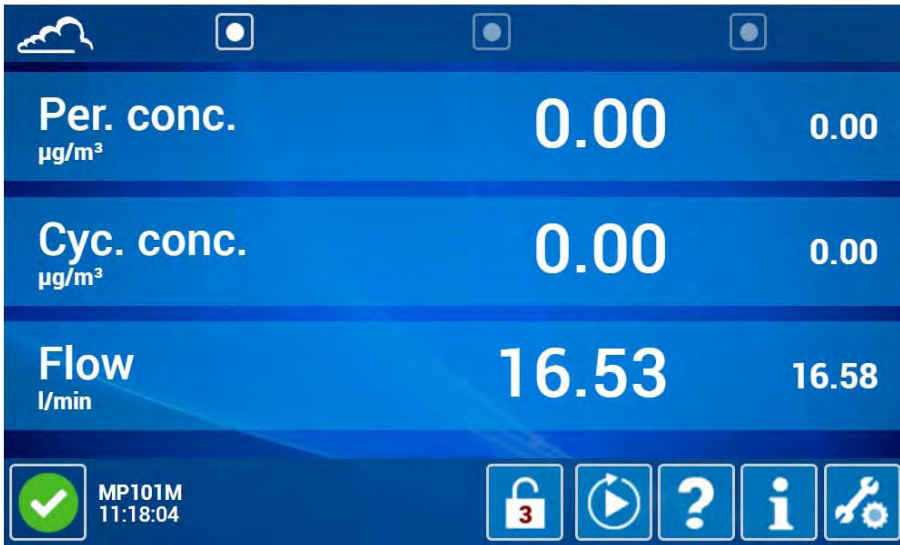 Per. conc.
µg/m³
0.00
0.00
Cyc. conc.
µg/m³
0.00
0.00
Flow
l/min
16.53
16.58
MP101M
11:18:04
3
?
i